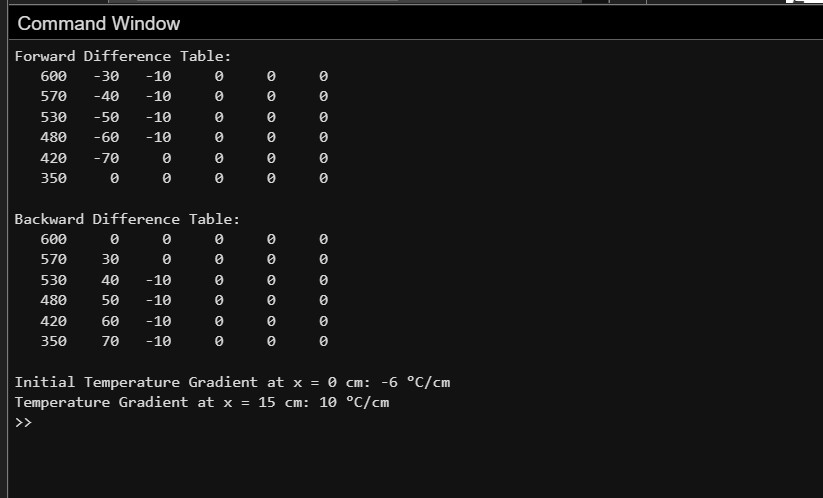 Command Window
Forward Difference Table:
600 -30 -10 0 0 0
570 -40 -10 0 0 0
530 -50 -10 0 0 0
480 -60 -10 0 0 0
420 -70 0 0 0 0
350 0 0 0 0 0
Backward Difference Table:
600 0 0 0 0 0
570 30 0 0 0 0
530 40 -10 0 0 0
480 50 -10 0 0 0
420 60 -10 0 0 0
350 70 -10 0 0 0
Initial Temperature Gradient at x = 0 cm: -6 °C/cm
Temperature Gradient at x = 15 cm: 10 °C/cm
>>